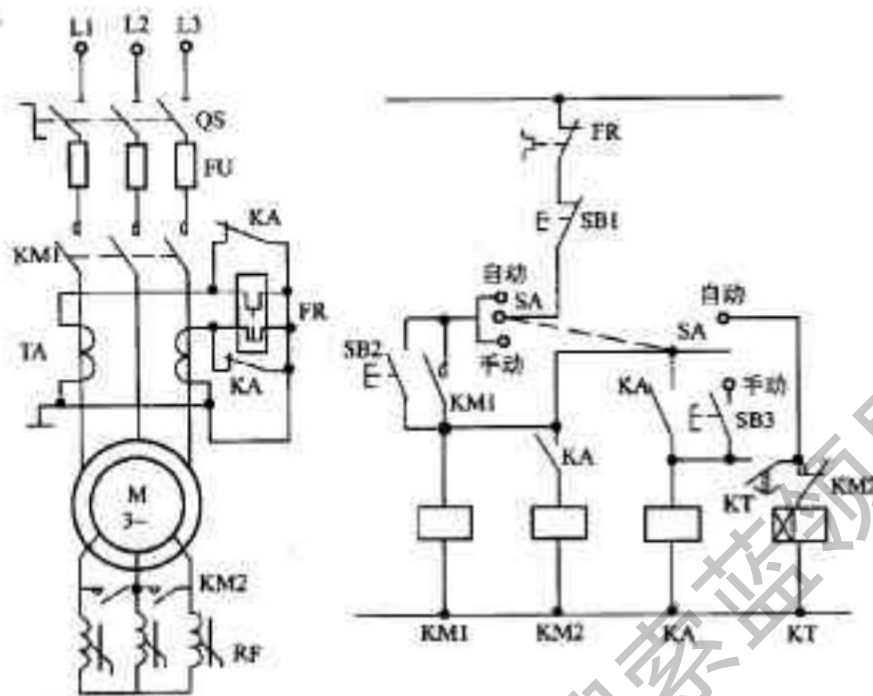 L1 L2 L3
QS
FU
KM1
KA
FR
TA
KA
M
3~
KM2
RF
FR
SB1
自动
SA
手动
SB2
KM1
自动
SA
KA
手动
SB3
KA
KT
KM2
KM1 KM2 KA KT